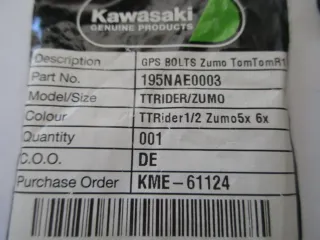 Kawasaki
GENUINE PRODUCTS
Description GPS BOLTS Zumo TomTomR1
Part No. 195NAE0003
Model/Size TTRIDER/ZUMO
Colour TTRider1/2 Zumo5x 6x
Quantity 001
C.O.O. DE
Purchase Order KME-61124